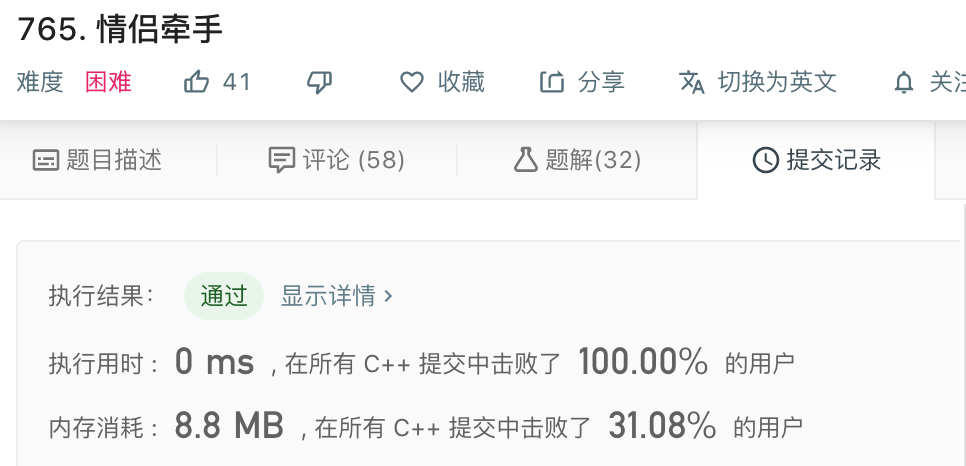 765. 情侣牵手
难度 困难 41 收藏 分享 切换为英文 关注
题目描述 评论 (58) 题解(32) 提交记录
执行结果： 通过 显示详情 ›
执行用时 : 0 ms , 在所有 C++ 提交中击败了 100.00% 的用户
内存消耗 : 8.8 MB , 在所有 C++ 提交中击败了 31.08% 的用户